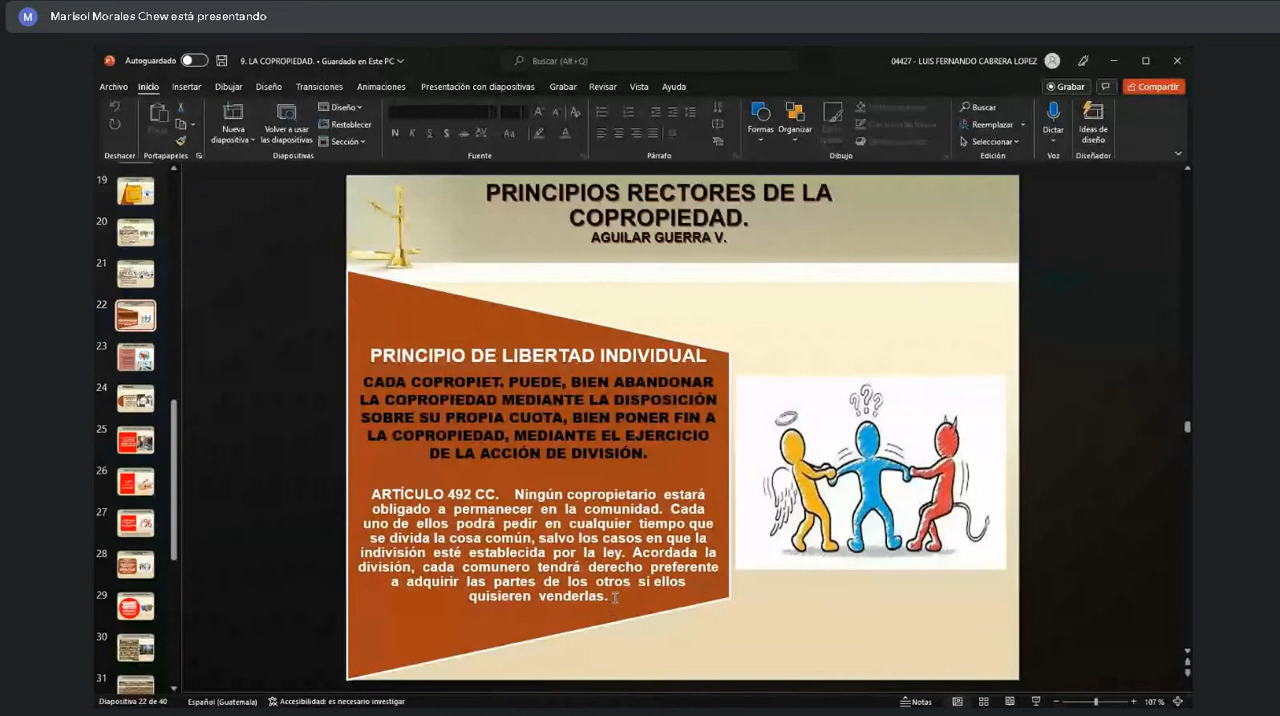 M Marisol Morales Chew está presentando
Autoguardado 9. LA COPROPIEDAD. • Guardado en Este PC Buscar (Alt+Q) 04427 - LUIS FERNANDO CABRERA LOPEZ
Archivo Inicio Insertar Dibujar Diseño Transiciones Animaciones Presentación con diapositivas Grabar Revisar Vista Ayuda Grabar Compartir
Deshacer
Portapapeles
Nueva
diapositiva
Volver a usar
las diapositivas
Diseño
Restablecer
Sección
Diapositivas
N K S
Aa
Fuente
Párrafo
Formas
Organizar
Dibujo
Buscar
Reemplazar
Seleccionar
Edición
Dictar
Voz
Ideas de
diseño
Diseñador
19
20
21
22
23
24
25
26
27
28
29
30
31
PRINCIPIOS RECTORES DE LA
COPROPIEDAD.
AGUILAR GUERRA V.
PRINCIPIO DE LIBERTAD INDIVIDUAL
CADA COPROPIET. PUEDE, BIEN ABANDONAR
LA COPROPIEDAD MEDIANTE LA DISPOSICIÓN
SOBRE SU PROPIA CUOTA, BIEN PONER FIN A
LA COPROPIEDAD, MEDIANTE EL EJERCICIO
DE LA ACCIÓN DE DIVISIÓN.
ARTÍCULO 492 CC. Ningún copropietario estará
obligado a permanecer en la comunidad. Cada
uno de ellos podrá pedir en cualquier tiempo que
se divida la cosa común, salvo los casos en que la
indivisión esté establecida por la ley. Acordada la
división, cada comunero tendrá derecho preferente
a adquirir las partes de los otros si ellos
quisieren venderlas.
???
Diapositiva 22 de 40 Español (Guatemala) Accesibilidad: es necesario investigar Notas 107 %